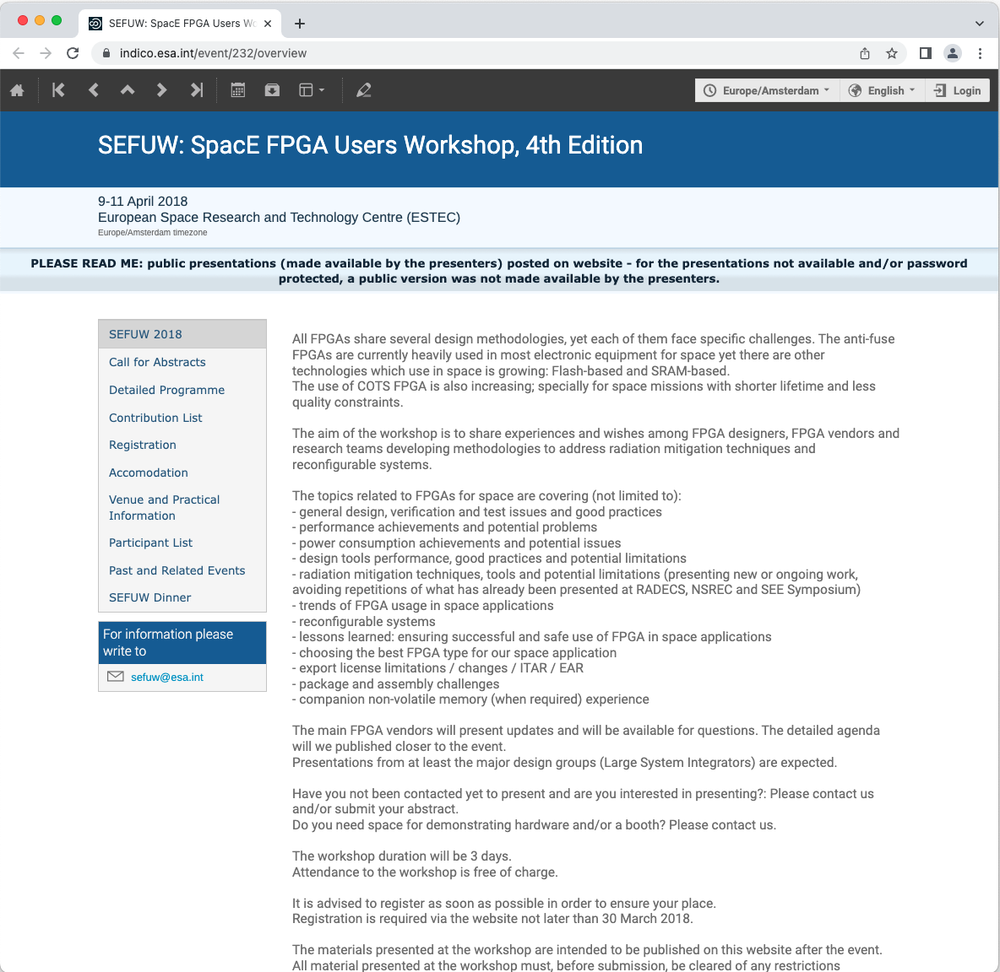 SEFUW: SpacE FPGA Users Wo
indico.esa.int/event/232/overview
Europe/Amsterdam
English
Login
SEFUW: SpacE FPGA Users Workshop, 4th Edition
9-11 April 2018
European Space Research and Technology Centre (ESTEC)
Europe/Amsterdam timezone
PLEASE READ ME: public presentations (made available by the presenters) posted on website - for the presentations not available and/or password
protected, a public version was not made available by the presenters.
SEFUW 2018
Call for Abstracts
Detailed Programme
Contribution List
Registration
Accomodation
Venue and Practical
Information
Participant List
Past and Related Events
SEFUW Dinner
For information please
write to
sefuw@esa.int
All FPGAs share several design methodologies, yet each of them face specific challenges. The anti-fuse
FPGAs are currently heavily used in most electronic equipment for space yet there are other
technologies which use in space is growing: Flash-based and SRAM-based.
The use of COTS FPGA is also increasing; specially for space missions with shorter lifetime and less
quality constraints.
The aim of the workshop is to share experiences and wishes among FPGA designers, FPGA vendors and
research teams developing methodologies to address radiation mitigation techniques and
reconfigurable systems.
The topics related to FPGAs for space are covering (not limited to):
- general design, verification and test issues and good practices
- performance achievements and potential problems
- power consumption achievements and potential issues
- design tools performance, good practices and potential limitations
- radiation mitigation techniques, tools and potential limitations (presenting new or ongoing work,
avoiding repetitions of what has already been presented at RADECS, NSREC and SEE Symposium)
- trends of FPGA usage in space applications
- reconfigurable systems
- lessons learned: ensuring successful and safe use of FPGA in space applications
- choosing the best FPGA type for our space application
- export license limitations / changes / ITAR / EAR
- package and assembly challenges
- companion non-volatile memory (when required) experience
The main FPGA vendors will present updates and will be available for questions. The detailed agenda
will we published closer to the event.
Presentations from at least the major design groups (Large System Integrators) are expected.
Have you not been contacted yet to present and are you interested in presenting?: Please contact us
and/or submit your abstract.
Do you need space for demonstrating hardware and/or a booth? Please contact us.
The workshop duration will be 3 days.
Attendance to the workshop is free of charge.
It is advised to register as soon as possible in order to ensure your place.
Registration is required via the website not later than 30 March 2018.
The materials presented at the workshop are intended to be published on this website after the event.
All material presented at the workshop must, before submission, be cleared of any restrictions